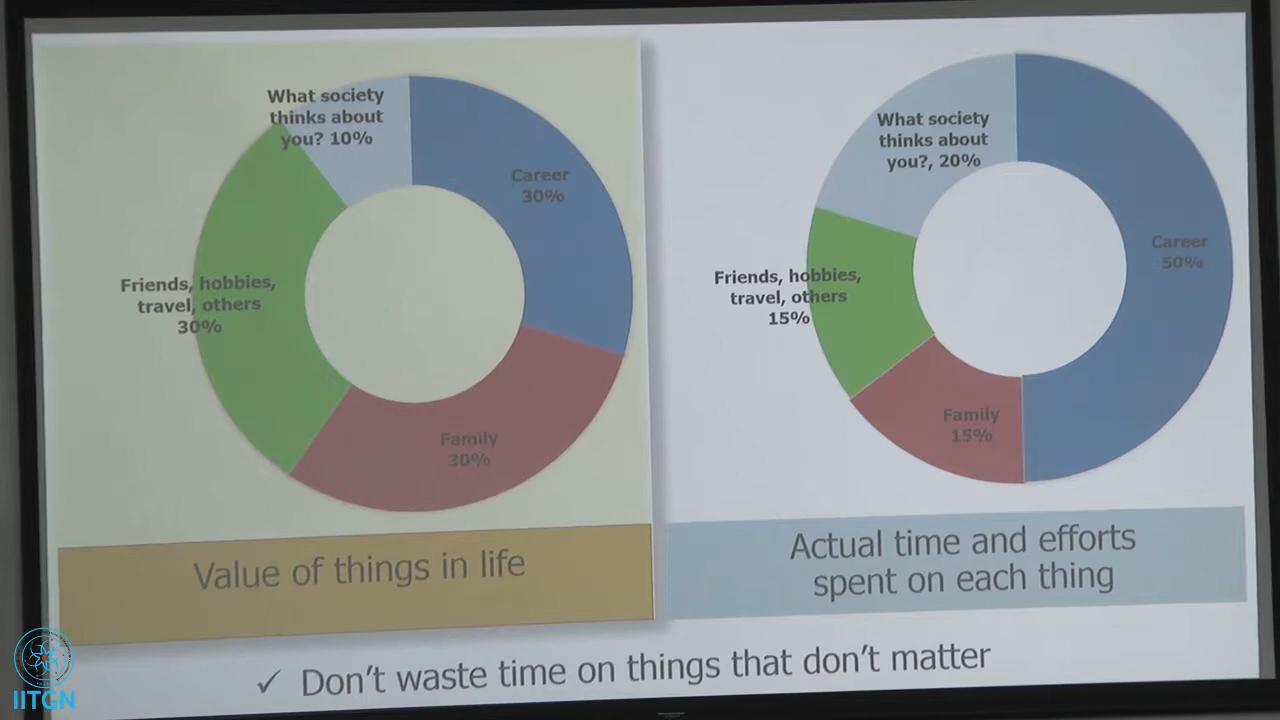 What society
thinks about
you? 10%
Career
30%
Friends, hobbies,
travel, others
30%
Family
30%
Value of things in life
What society
thinks about
you?, 20%
Career
50%
Friends, hobbies,
travel, others
15%
Family
15%
Actual time and efforts
spent on each thing
✓ Don't waste time on things that don't matter
IITGN